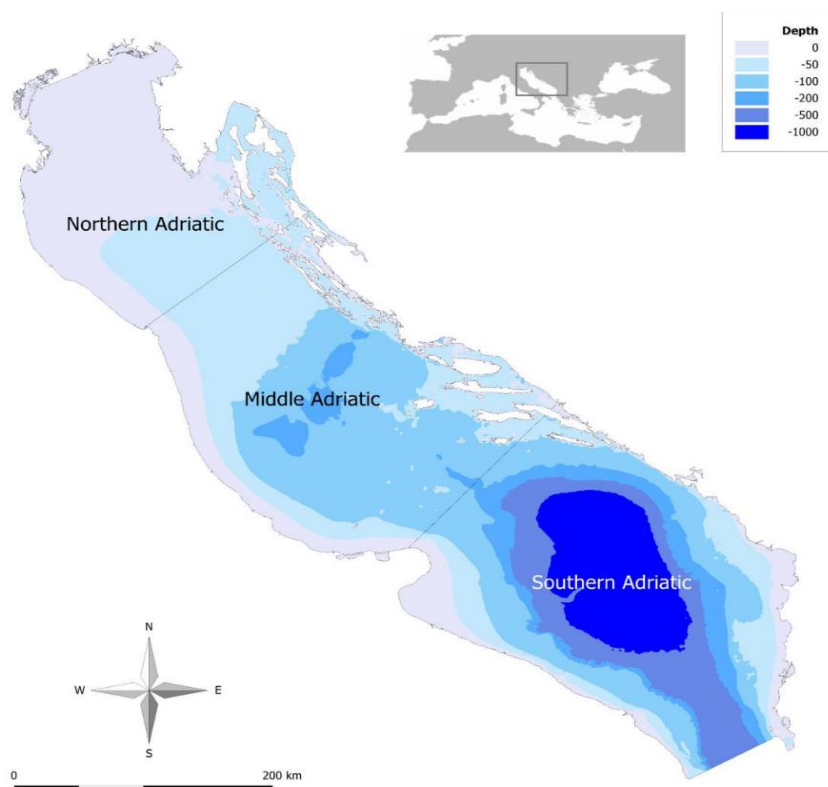 Depth
0
-50
-100
-200
-500
-1000
Northern Adriatic
Middle Adriatic
Southern Adriatic
N
W E
S
0 200 km